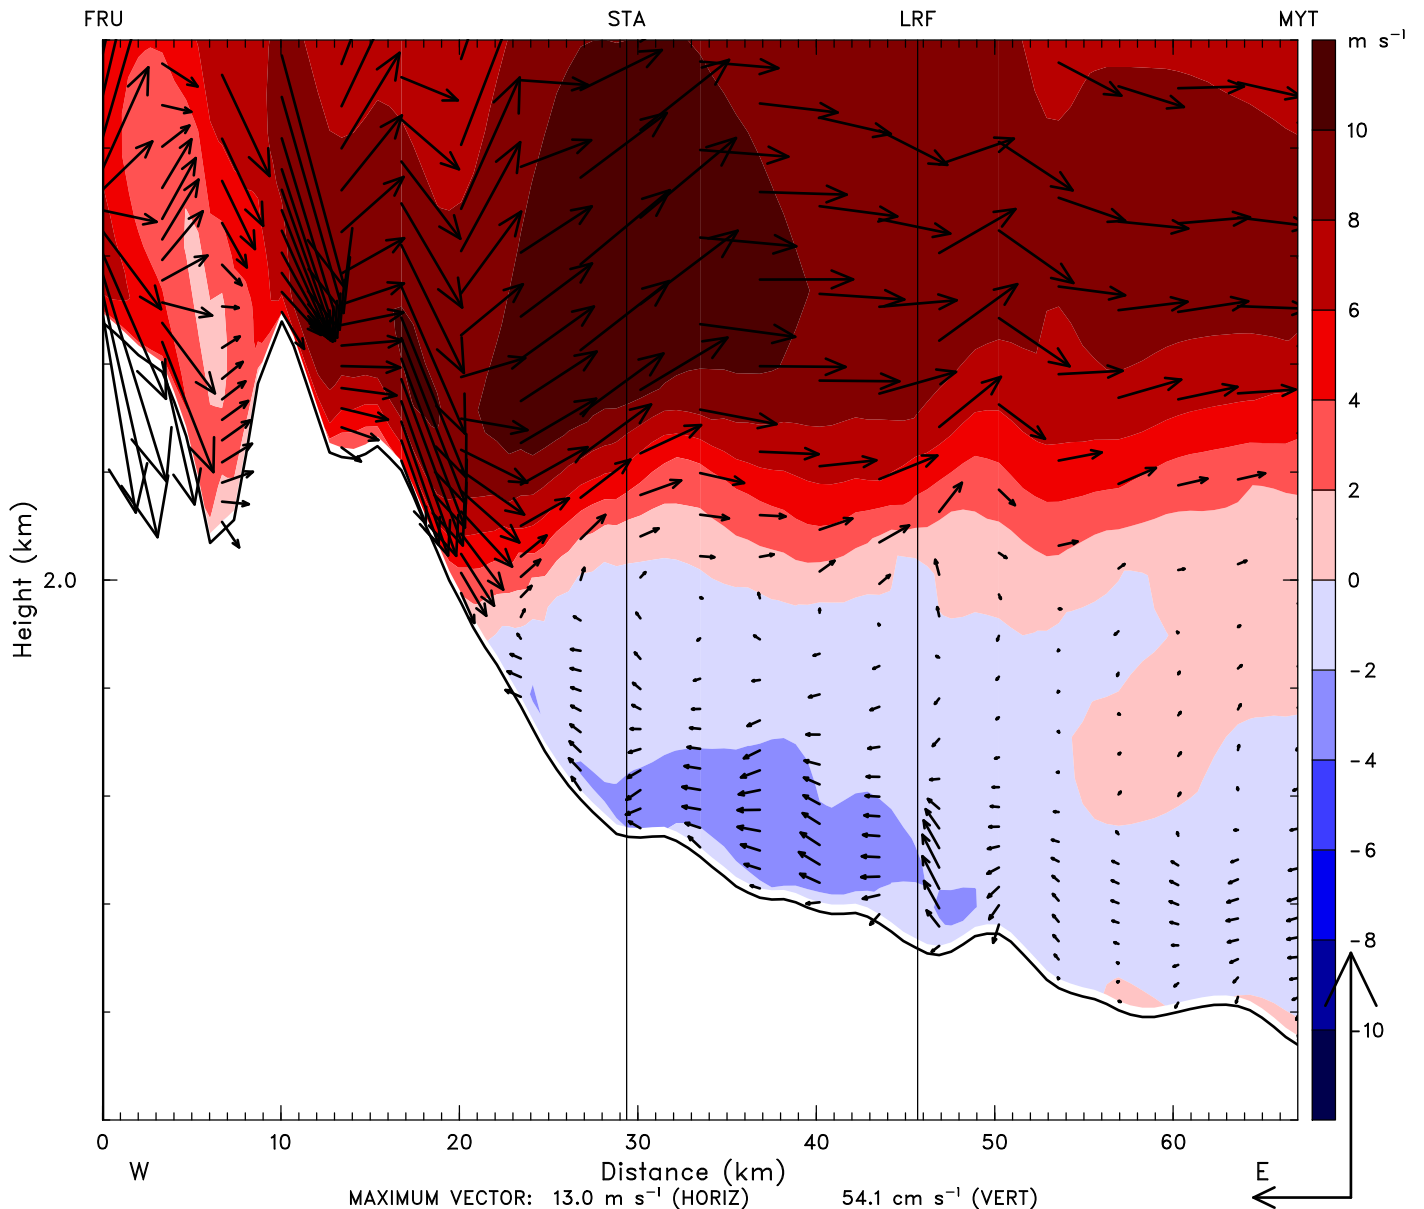 FRU STA LRF MYT
m s⁻¹
10
8
6
4
2
0
-2
-4
-6
-8
-10
Height (km)
2.0
0 10 20 30 40 50 60
W Distance (km) E
MAXIMUM VECTOR: 13.0 m s⁻¹ (HORIZ) 54.1 cm s⁻¹ (VERT)